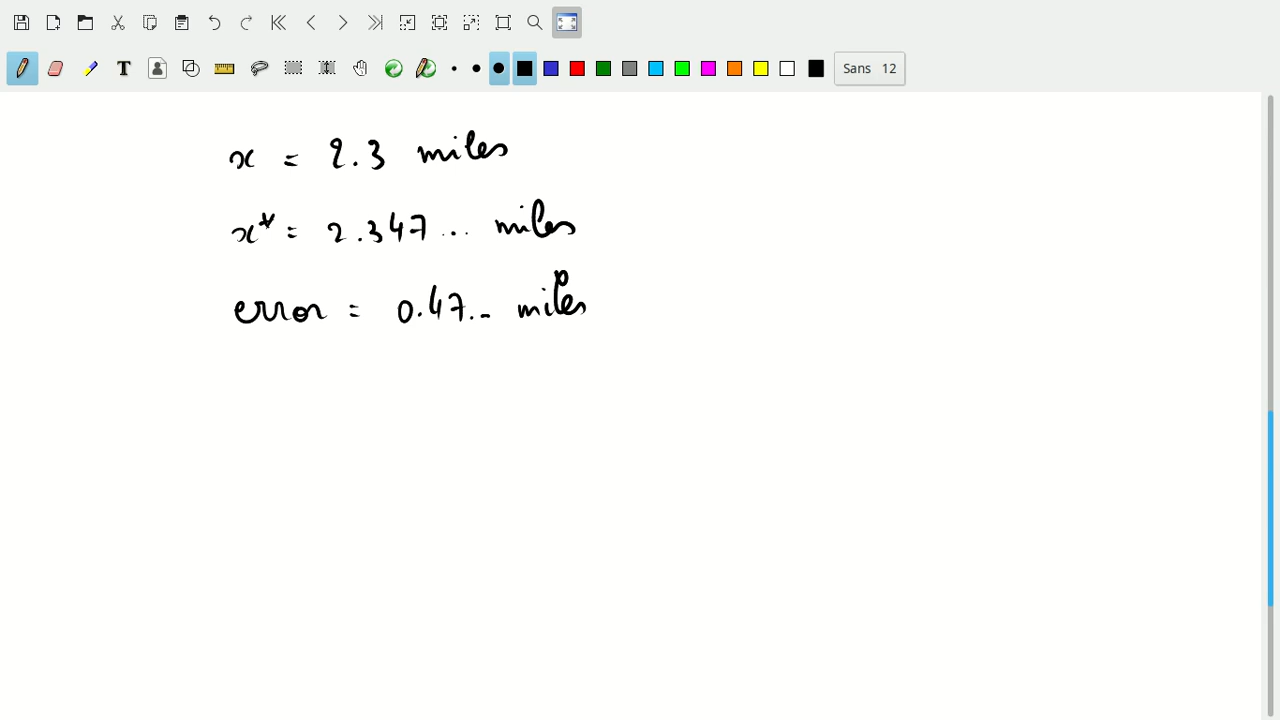 T Sans 12
x = 2.3 miles
x* = 2.347... miles
error = 0.47.. miles